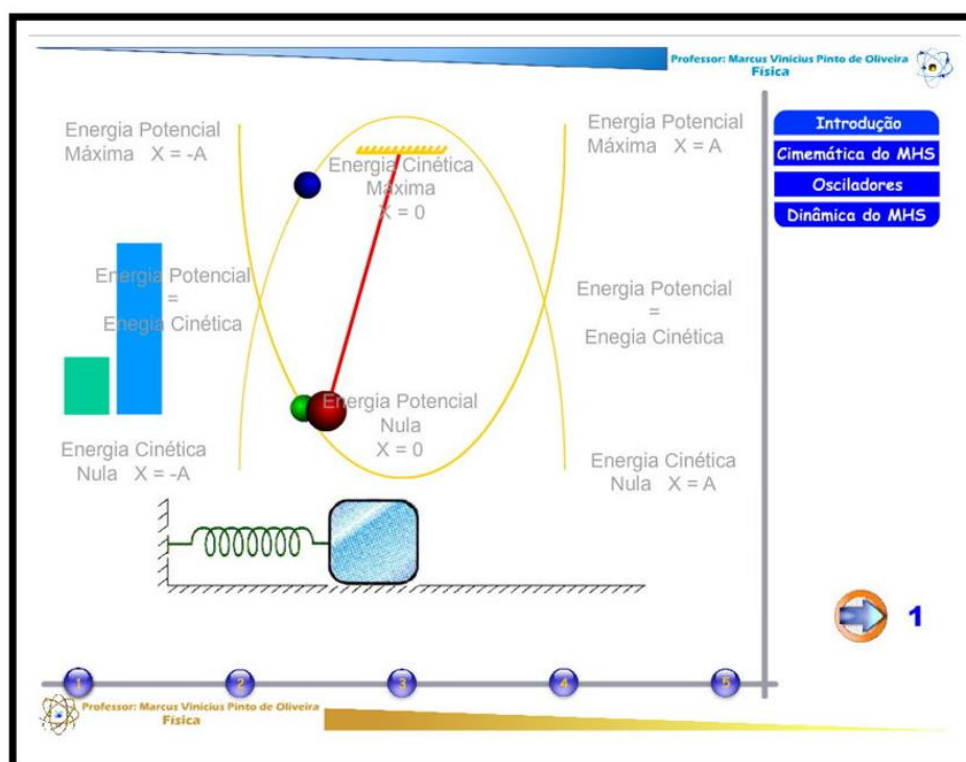 Professor: Marcus Vinicius Pinto de Oliveira
Física
Energia Potencial
Máxima X = -A
Energia Cinética
Máxima
X = 0
Energia Potencial
Máxima X = A
Introdução
Cimemática do MHS
Osciladores
Dinâmica do MHS
Energia Potencial
=
Enegia Cinética
Energia Potencial
=
Enegia Cinética
Energia Potencial
Nula
X = 0
Energia Cinética
Nula X = -A
Energia Cinética
Nula X = A
1
1 2 3 4 5
Professor: Marcus Vinicius Pinto de Oliveira
Física